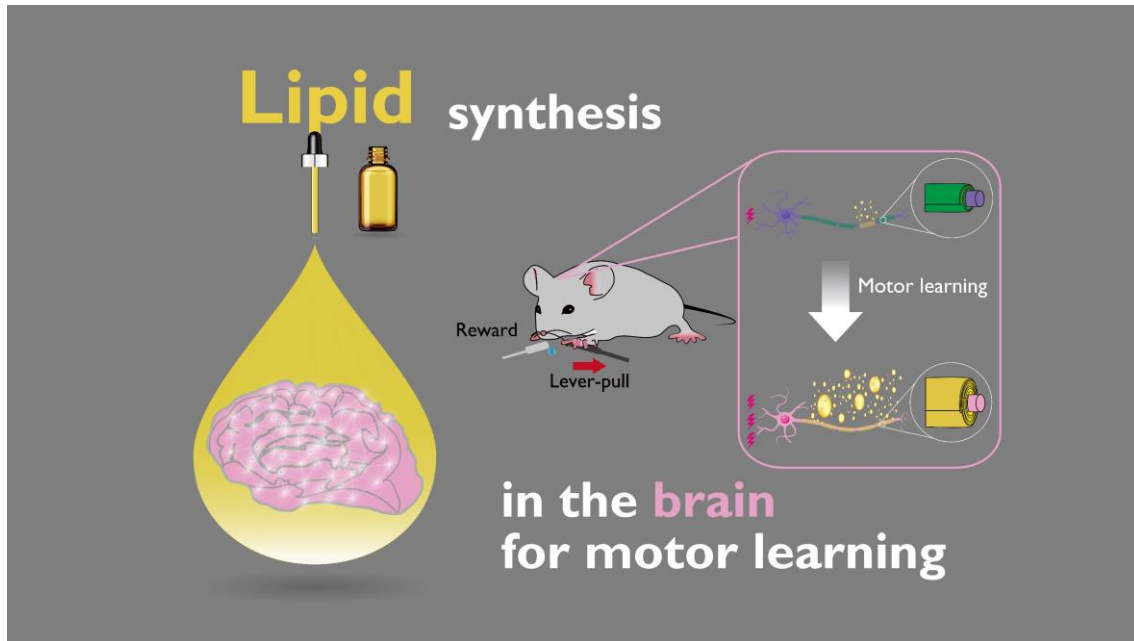 Lipid synthesis
Motor learning
Reward
Lever-pull
in the brain
for motor learning